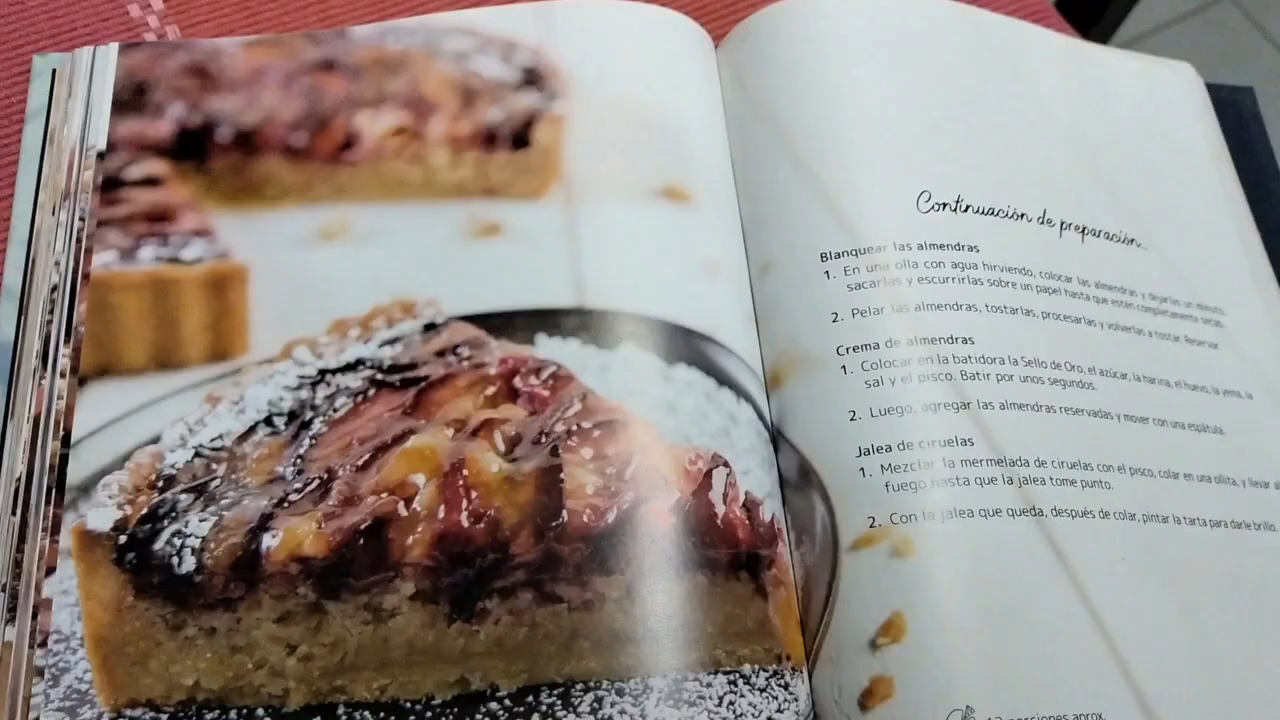 Continuación de preparación...
Blanquear las almendras
1. En una olla con agua hirviendo, colocar las almendras y dejarlas un minuto,
sacarlas y escurrirlas sobre un papel hasta que estén completamente secas.
2. Pelar las almendras, tostarlas, procesarlas y volverlas a tostar. Reservar.
Crema de almendras
1. Colocar en la batidora la Sello de Oro, el azúcar, la harina, el huevo, la yema, la
sal y el pisco. Batir por unos segundos.
2. Luego, agregar las almendras reservadas y mover con una espátula.
Jalea de ciruelas
1. Mezclar la mermelada de ciruelas con el pisco, colar en una ollita, y llevar al
fuego hasta que la jalea tome punto.
2. Con la jalea que queda, después de colar, pintar la tarta para darle brillo.
12 porciones aprox.